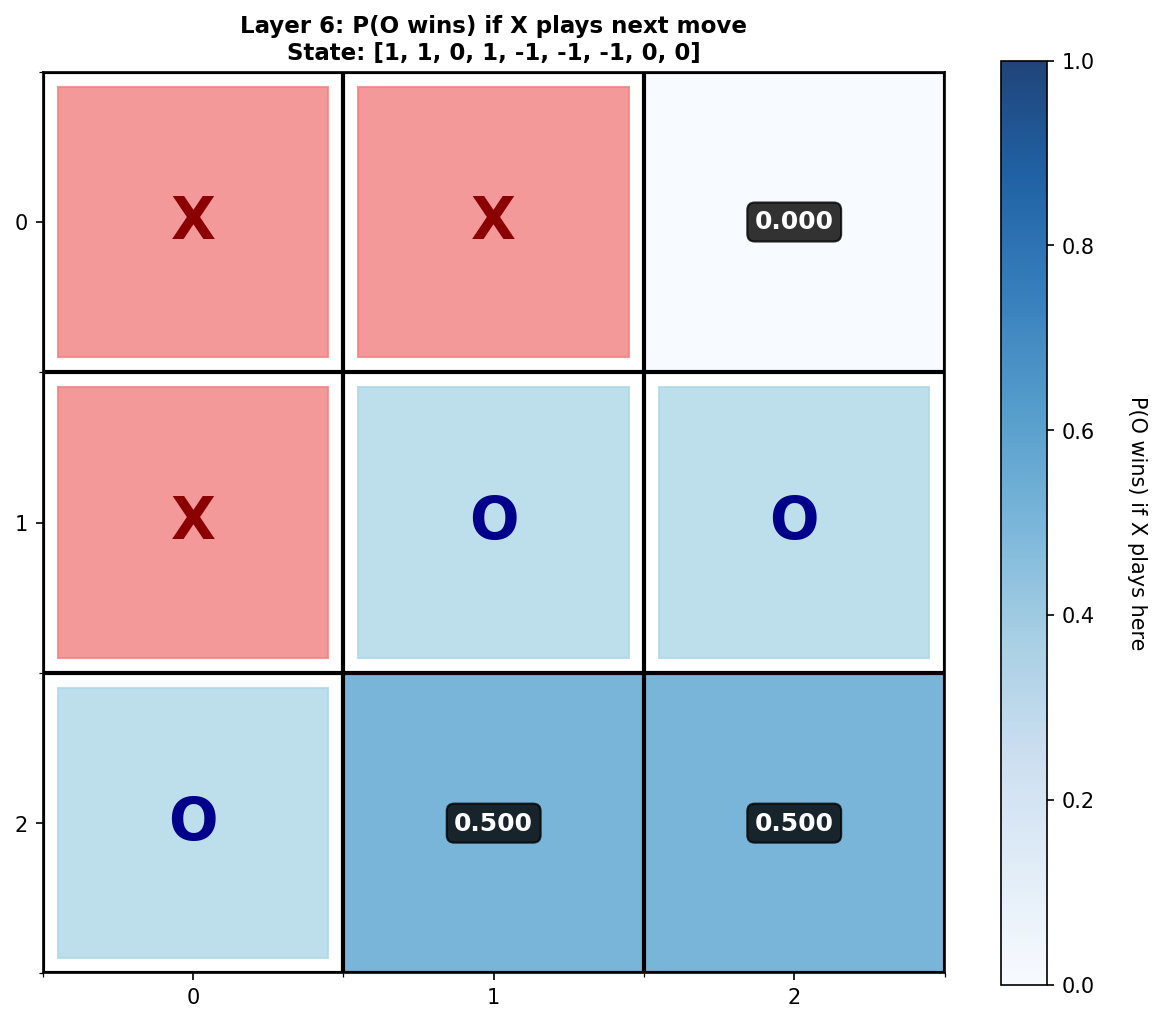 Layer 6: P(O wins) if X plays next move
State: [1, 1, 0, 1, -1, -1, -1, 0, 0]
0 X X 0.000
1 X O O
2 O 0.500 0.500
0 1 2
1.0
0.8
0.6
0.4
0.2
0.0
P(O wins) if X plays here